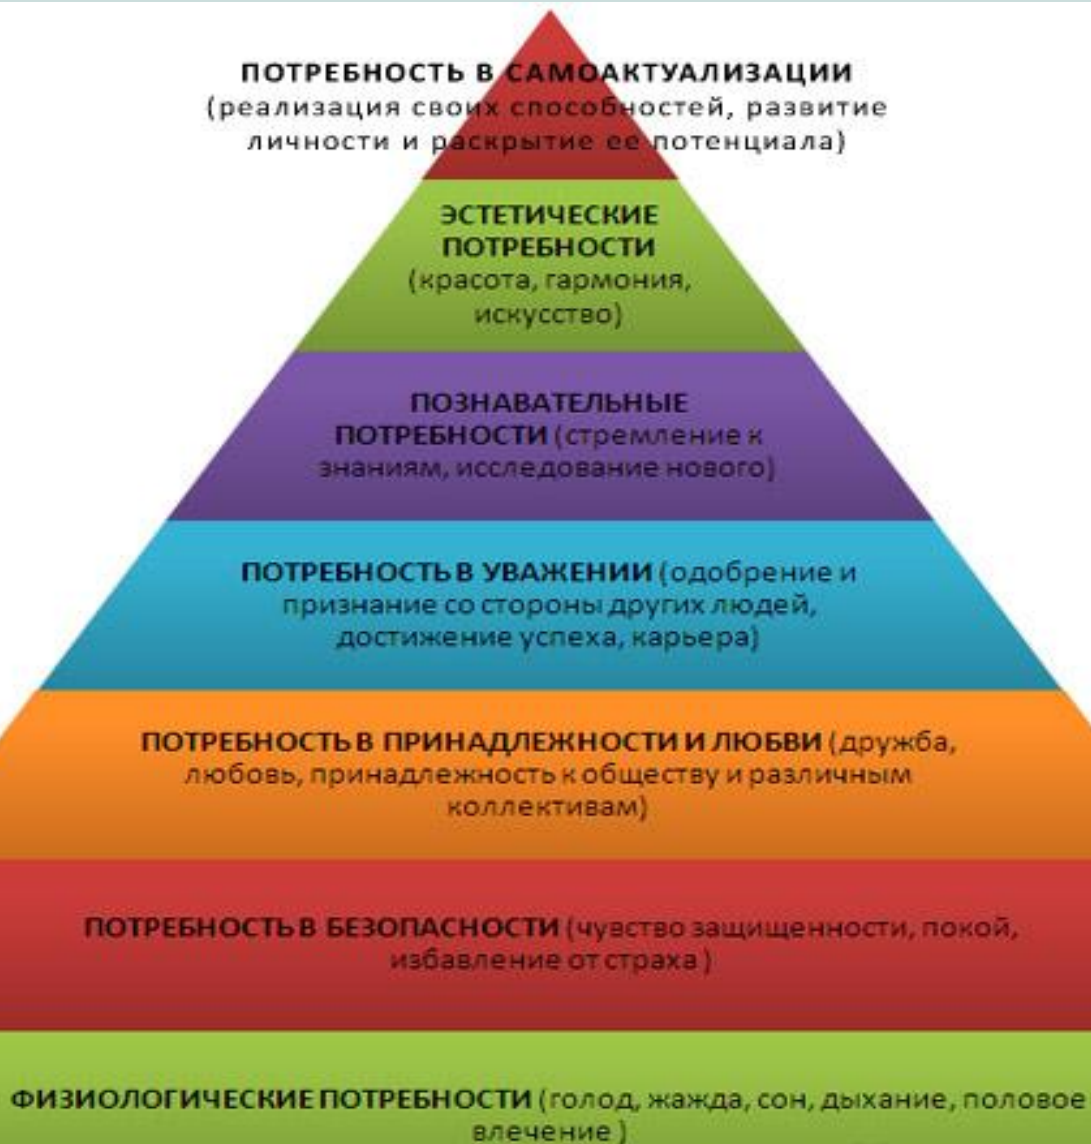 ПОТРЕБНОСТЬ В САМОАКТУАЛИЗАЦИИ
(реализация своих способностей, развитие
личности и раскрытие ее потенциала)
ЭСТЕТИЧЕСКИЕ
ПОТРЕБНОСТИ
(красота, гармония,
искусство)
ПОЗНАВАТЕЛЬНЫЕ
ПОТРЕБНОСТИ (стремление к
знаниям, исследование нового)
ПОТРЕБНОСТЬ В УВАЖЕНИИ (одобрение и
признание со стороны других людей,
достижение успеха, карьера)
ПОТРЕБНОСТЬ В ПРИНАДЛЕЖНОСТИ И ЛЮБВИ (дружба,
любовь, принадлежность к обществу и различным
коллективам)
ПОТРЕБНОСТЬ В БЕЗОПАСНОСТИ (чувство защищенности, покой,
избавление от страха )
ФИЗИОЛОГИЧЕСКИЕ ПОТРЕБНОСТИ (голод, жажда, сон, дыхание, половое
влечение )